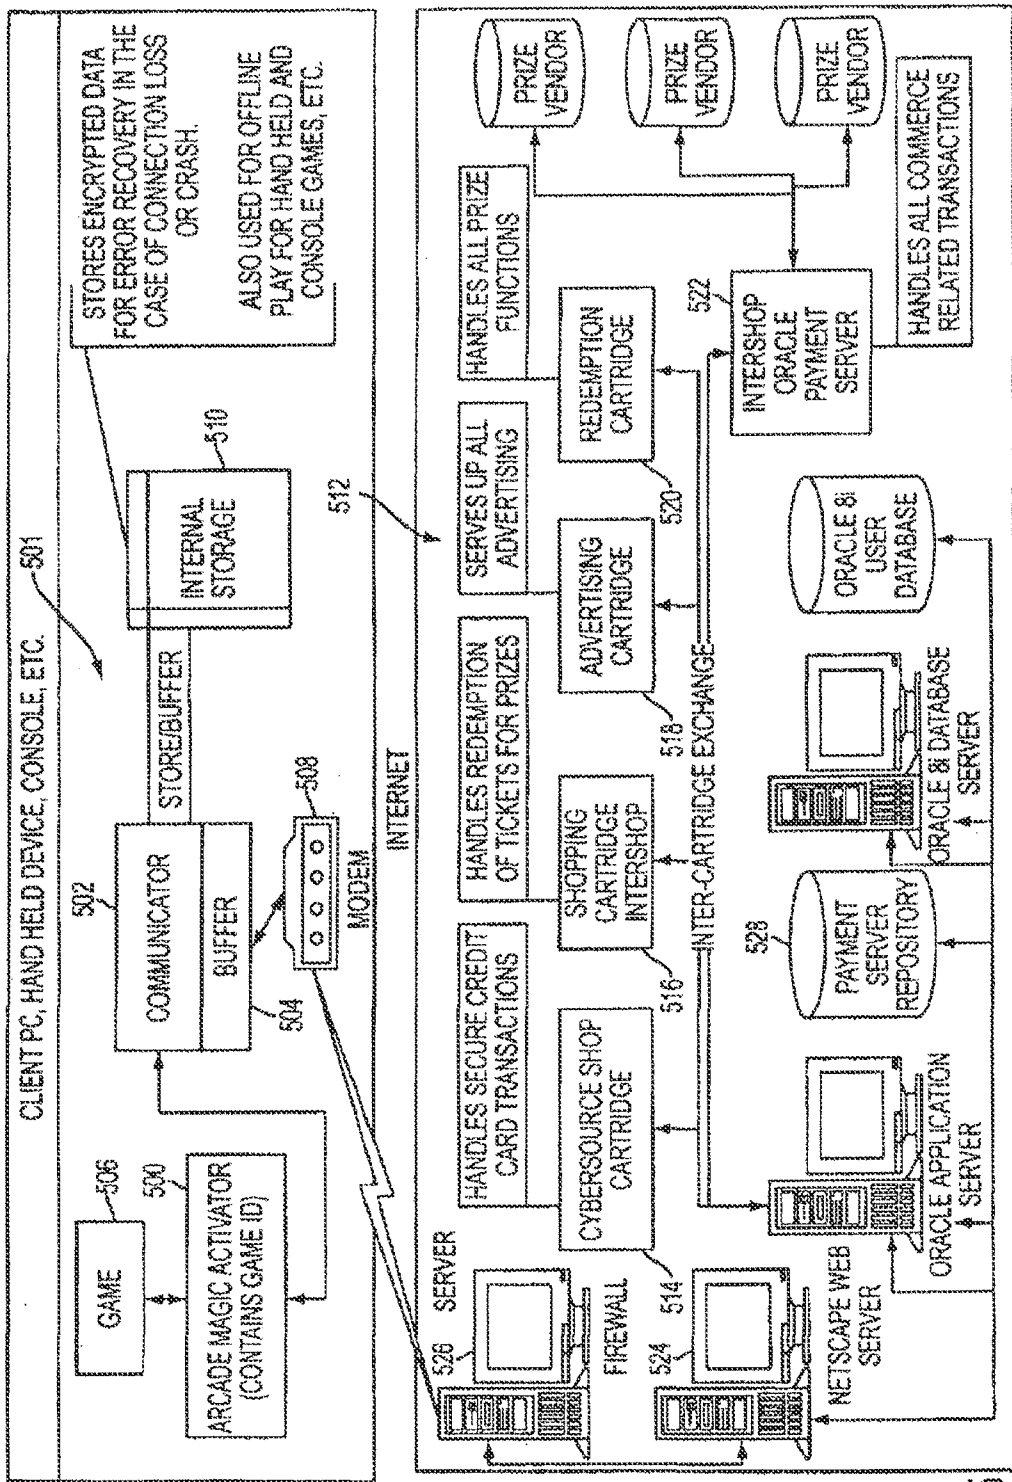 CLIENT PC, HAND HELD DEVICE, CONSOLE, ETC.
501
GAME
506
ARCADE MAGIC ACTIVATOR
(CONTAINS GAME ID)
500
502
COMMUNICATOR
BUFFER
504
STORE/BUFFER
INTERNAL
STORAGE
510
508
MODEM
STORES ENCRYPTED DATA
FOR ERROR RECOVERY IN THE
CASE OF CONNECTION LOSS
OR CRASH.
ALSO USED FOR OFFLINE
PLAY FOR HAND HELD AND
CONSOLE GAMES, ETC.
INTERNET
512
SERVER
526
FIREWALL
524
NETSCAPE WEB
SERVER
HANDLES SECURE CREDIT
CARD TRANSACTIONS
CYBERSOURCE SHOP
CARTRIDGE
514
HANDLES REDEMPTION
OF TICKETS FOR PRIZES
SHOPPING
CARTRIDGE
INTERSHOP
516
SERVES UP ALL
ADVERTISING
ADVERTISING
CARTRIDGE
518
HANDLES ALL PRIZE
FUNCTIONS
REDEMPTION
CARTRIDGE
520
PRIZE
VENDOR
PRIZE
VENDOR
PRIZE
VENDOR
INTER-CARTRIDGE EXCHANGE
522
INTERSHOP
ORACLE
PAYMENT
SERVER
HANDLES ALL COMMERCE
RELATED TRANSACTIONS
ORACLE APPLICATION
SERVER
528
PAYMENT
SERVER
REPOSITORY
ORACLE 8i DATABASE
SERVER
ORACLE 8i
USER
DATABASE